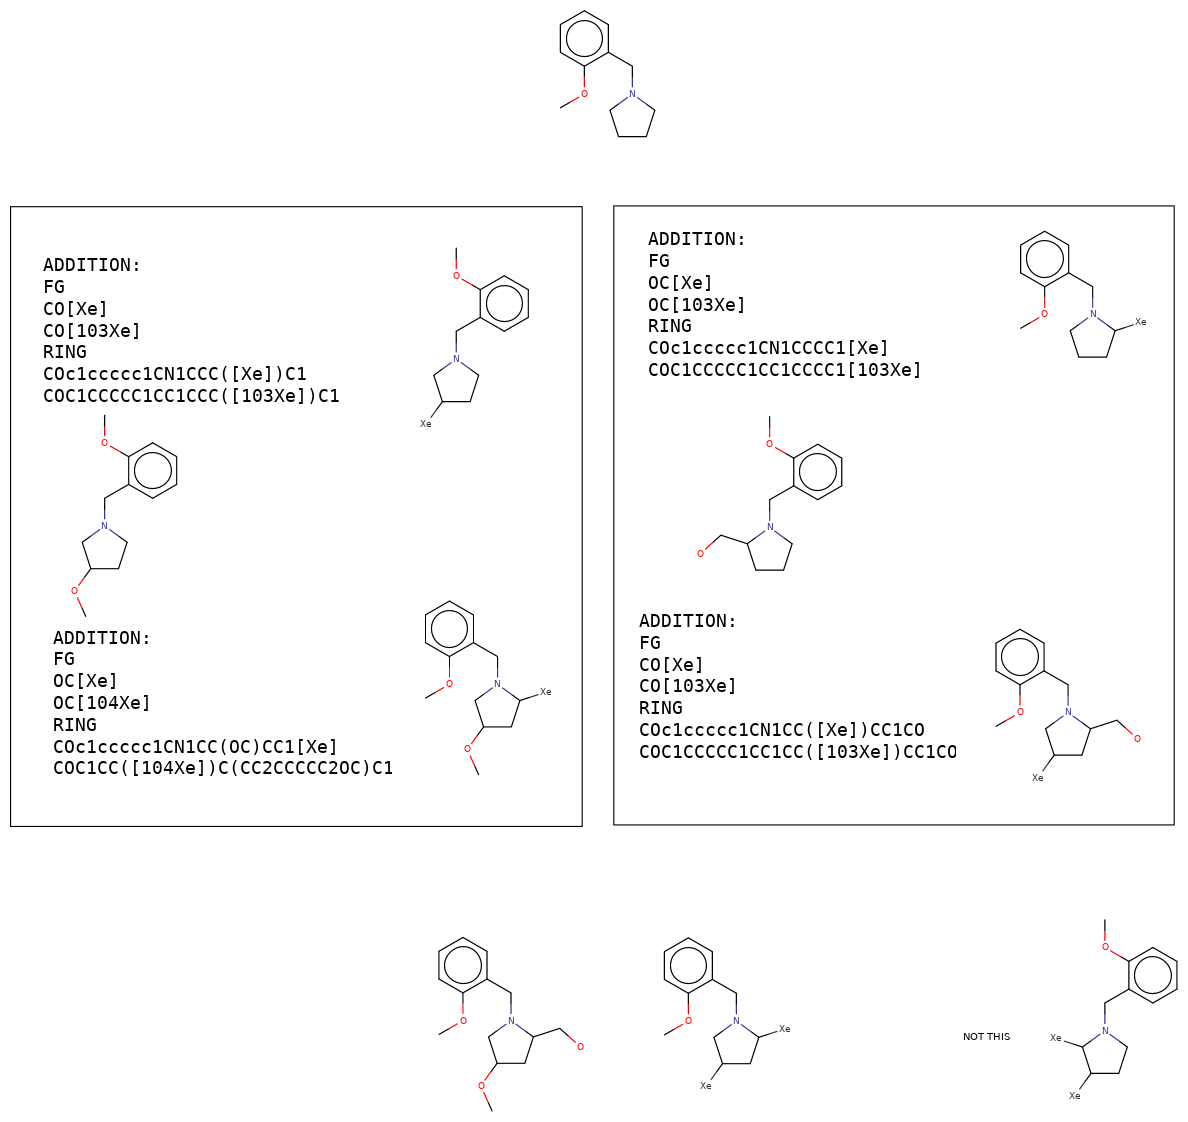 O
N
ADDITION:
FG
CO[Xe]
CO[103Xe]
RING
COc1ccccc1CN1CCC([Xe])C1
COC1CCCCC1CC1CCC([103Xe])C1
O
N
Xe
O
N
O
ADDITION:
FG
OC[Xe]
OC[104Xe]
RING
COc1ccccc1CN1CC(OC)CC1[Xe]
COC1CC([104Xe])C(CC2CCCCC2OC)C1
O
N
Xe
O
ADDITION:
FG
OC[Xe]
OC[103Xe]
RING
COc1ccccc1CN1CCCC1[Xe]
COC1CCCCC1CC1CCCC1[103Xe]
O
N
Xe
O
N
O
ADDITION:
FG
CO[Xe]
CO[103Xe]
RING
COc1ccccc1CN1CC([Xe])CC1CO
COC1CCCCC1CC1CC([103Xe])CC1CO
O
N
O
Xe
O
N
O
O
O
N
Xe
Xe
NOT THIS
O
N
Xe
Xe